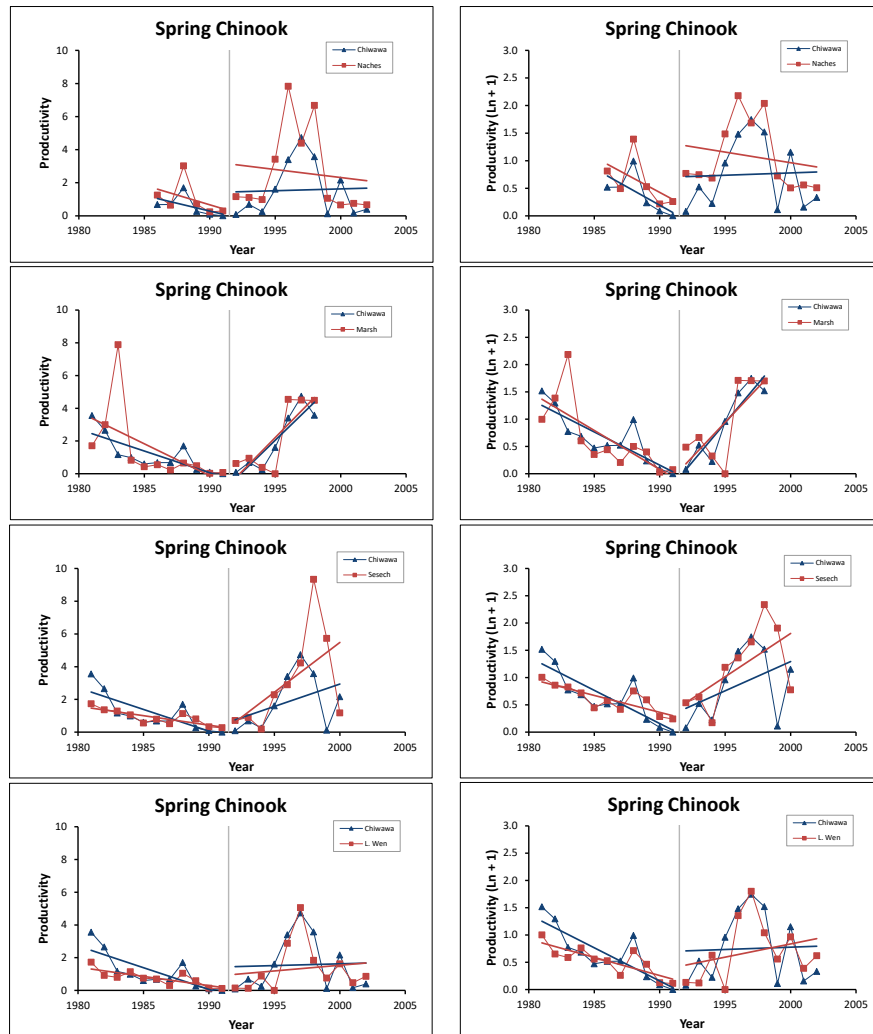 Spring Chinook
10
8
6
4
2
0
Prodcutivity
1980
1985
1990
1995
2000
2005
Year
Chiwawa
Naches
Spring Chinook
3.0
2.5
2.0
1.5
1.0
0.5
0.0
Productivity (Ln + 1)
1980
1985
1990
1995
2000
2005
Year
Chiwawa
Naches
Spring Chinook
10
8
6
4
2
0
Productivity
1980
1985
1990
1995
2000
2005
Year
Chiwawa
Marsh
Spring Chinook
3.0
2.5
2.0
1.5
1.0
0.5
0.0
Productivity (Ln + 1)
1980
1985
1990
1995
2000
2005
Year
Chiwawa
Marsh
Spring Chinook
10
8
6
4
2
0
Productivity
1980
1985
1990
1995
2000
2005
Year
Chiwawa
Sesech
Spring Chinook
3.0
2.5
2.0
1.5
1.0
0.5
0.0
Productivity (Ln + 1)
1980
1985
1990
1995
2000
2005
Year
Chiwawa
Sesech
Spring Chinook
10
8
6
4
2
0
Productivity
1980
1985
1990
1995
2000
2005
Year
Chiwawa
L. Wen
Spring Chinook
3.0
2.5
2.0
1.5
1.0
0.5
0.0
Productivity (Ln + 1)
1980
1985
1990
1995
2000
2005
Year
Chiwawa
L. Wen